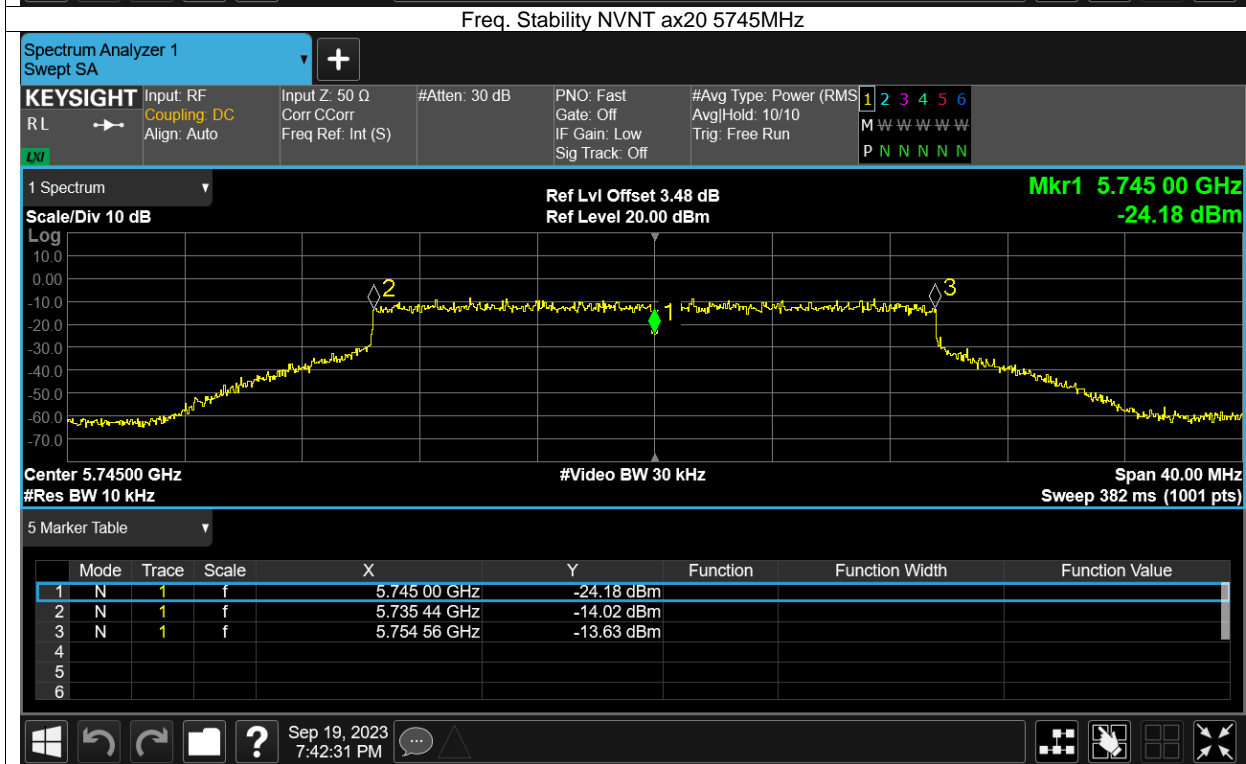 Freq. Stability NVNT ax20 5745MHz
Spectrum Analyzer 1
Swept SA
+
KEYSIGHT Input: RF Input Z: 50 Ω #Atten: 30 dB PNO: Fast #Avg Type: Power (RMS 1 2 3 4 5 6
R L Coupling: DC Corr CCorr Gate: Off Avg|Hold: 10/10 M W W W W W
Align: Auto Freq Ref: Int (S) IF Gain: Low Trig: Free Run
LXI Sig Track: Off P N N N N N N
1 Spectrum Ref Lvl Offset 3.48 dB Mkr1 5.745 00 GHz
Scale/Div 10 dB Ref Level 20.00 dBm -24.18 dBm
Log
10.0
0.00
2 3
-10.0
1
-20.0
-30.0
-40.0
-50.0
-60.0
-70.0
Center 5.74500 GHz #Video BW 30 kHz Span 40.00 MHz
#Res BW 10 kHz Sweep 382 ms (1001 pts)
5 Marker Table
Mode Trace Scale X Y Function Function Width Function Value
1 N 1 f 5.745 00 GHz -24.18 dBm
2 N 1 f 5.735 44 GHz -14.02 dBm
3 N 1 f 5.754 56 GHz -13.63 dBm
4
5
6
? Sep 19, 2023
7:42:31 PM